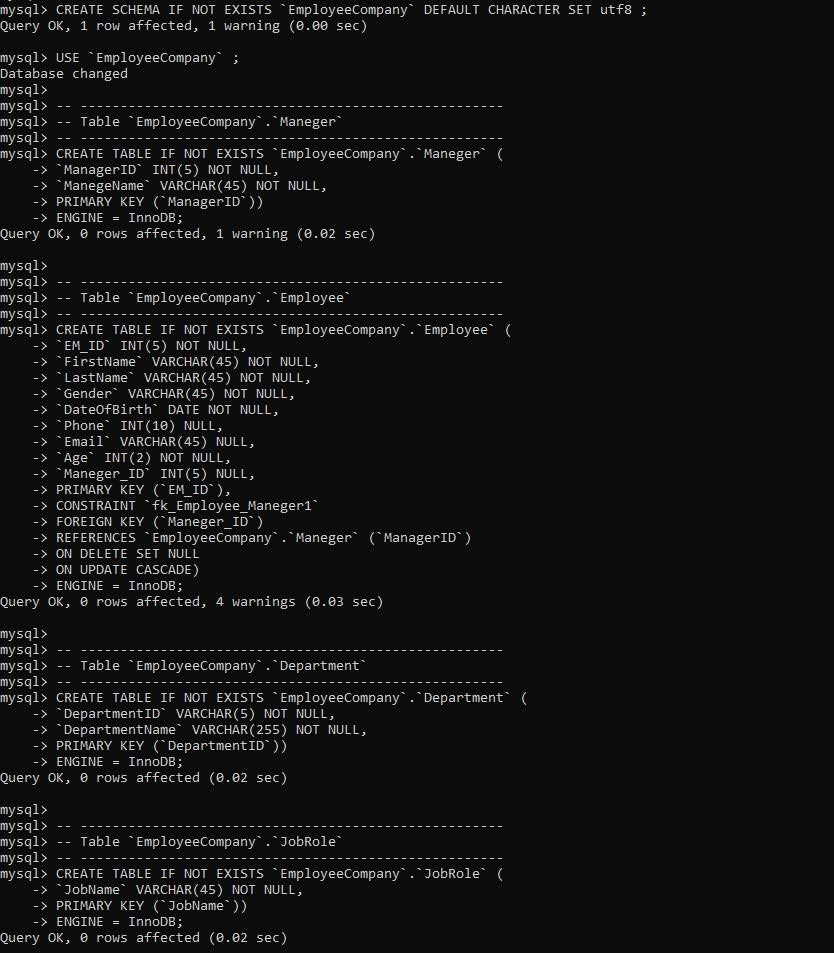 mysql> CREATE SCHEMA IF NOT EXISTS `EmployeeCompany` DEFAULT CHARACTER SET utf8 ;
Query OK, 1 row affected, 1 warning (0.00 sec)
mysql> USE `EmployeeCompany` ;
Database changed
mysql>
mysql> -- -----------------------------------------------------
mysql> -- Table `EmployeeCompany`.`Maneger`
mysql> -- -----------------------------------------------------
mysql> CREATE TABLE IF NOT EXISTS `EmployeeCompany`.`Maneger` (
    -> `ManagerID` INT(5) NOT NULL,
    -> `ManegeName` VARCHAR(45) NOT NULL,
    -> PRIMARY KEY (`ManagerID`))
    -> ENGINE = InnoDB;
Query OK, 0 rows affected, 1 warning (0.02 sec)
mysql>
mysql> -- -----------------------------------------------------
mysql> -- Table `EmployeeCompany`.`Employee`
mysql> -- -----------------------------------------------------
mysql> CREATE TABLE IF NOT EXISTS `EmployeeCompany`.`Employee` (
    -> `EM_ID` INT(5) NOT NULL,
    -> `FirstName` VARCHAR(45) NOT NULL,
    -> `LastName` VARCHAR(45) NOT NULL,
    -> `Gender` VARCHAR(45) NOT NULL,
    -> `DateOfBirth` DATE NOT NULL,
    -> `Phone` INT(10) NULL,
    -> `Email` VARCHAR(45) NULL,
    -> `Age` INT(2) NOT NULL,
    -> `Maneger_ID` INT(5) NULL,
    -> PRIMARY KEY (`EM_ID`),
    -> CONSTRAINT `fk_Employee_Maneger1`
    -> FOREIGN KEY (`Maneger_ID`)
    -> REFERENCES `EmployeeCompany`.`Maneger` (`ManagerID`)
    -> ON DELETE SET NULL
    -> ON UPDATE CASCADE)
    -> ENGINE = InnoDB;
Query OK, 0 rows affected, 4 warnings (0.03 sec)
mysql>
mysql> -- -----------------------------------------------------
mysql> -- Table `EmployeeCompany`.`Department`
mysql> -- -----------------------------------------------------
mysql> CREATE TABLE IF NOT EXISTS `EmployeeCompany`.`Department` (
    -> `DepartmentID` VARCHAR(5) NOT NULL,
    -> `DepartmentName` VARCHAR(255) NOT NULL,
    -> PRIMARY KEY (`DepartmentID`))
    -> ENGINE = InnoDB;
Query OK, 0 rows affected (0.02 sec)
mysql>
mysql> -- -----------------------------------------------------
mysql> -- Table `EmployeeCompany`.`JobRole`
mysql> -- -----------------------------------------------------
mysql> CREATE TABLE IF NOT EXISTS `EmployeeCompany`.`JobRole` (
    -> `JobName` VARCHAR(45) NOT NULL,
    -> PRIMARY KEY (`JobName`))
    -> ENGINE = InnoDB;
Query OK, 0 rows affected (0.02 sec)